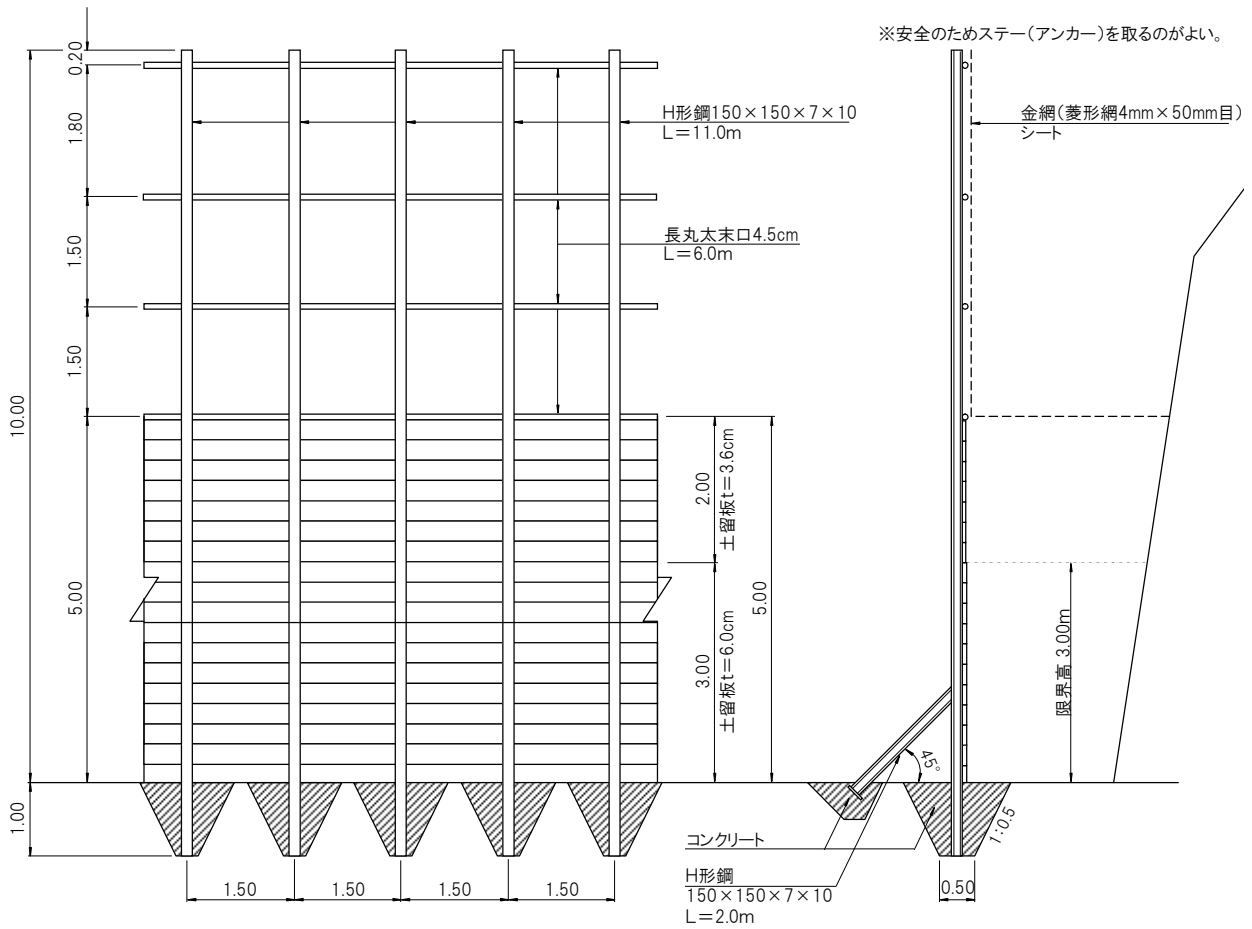 ※安全のためステー(アンカー)を取るのがよい。
0.20
1.80
1.50
1.50
10.00
5.00
1.00
H形鋼150×150×7×10
L=11.0m
長丸太末口4.5cm
L=6.0m
金網(菱形網4mm×50mm目)
シート
2.00
土留板t=3.6cm
3.00
土留板t=6.0cm
5.00
限界高 3.00m
45°
1:0.5
コンクリート
H形鋼
150×150×7×10
L=2.0m
0.50
1.50
1.50
1.50
1.50